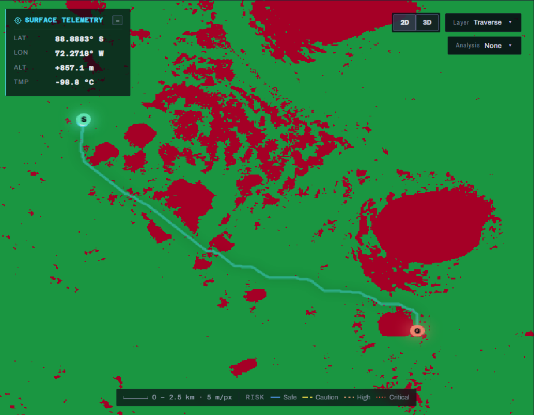 SURFACE TELEMETRY -
LAT 88.8883° S
LON 72.2718° W
ALT +857.1 m
TMP -98.8 °C
2D 3D
Layer Traverse
Analysis None
S
G
0 – 2.5 km · 5 m/px RISK Safe Caution High Critical